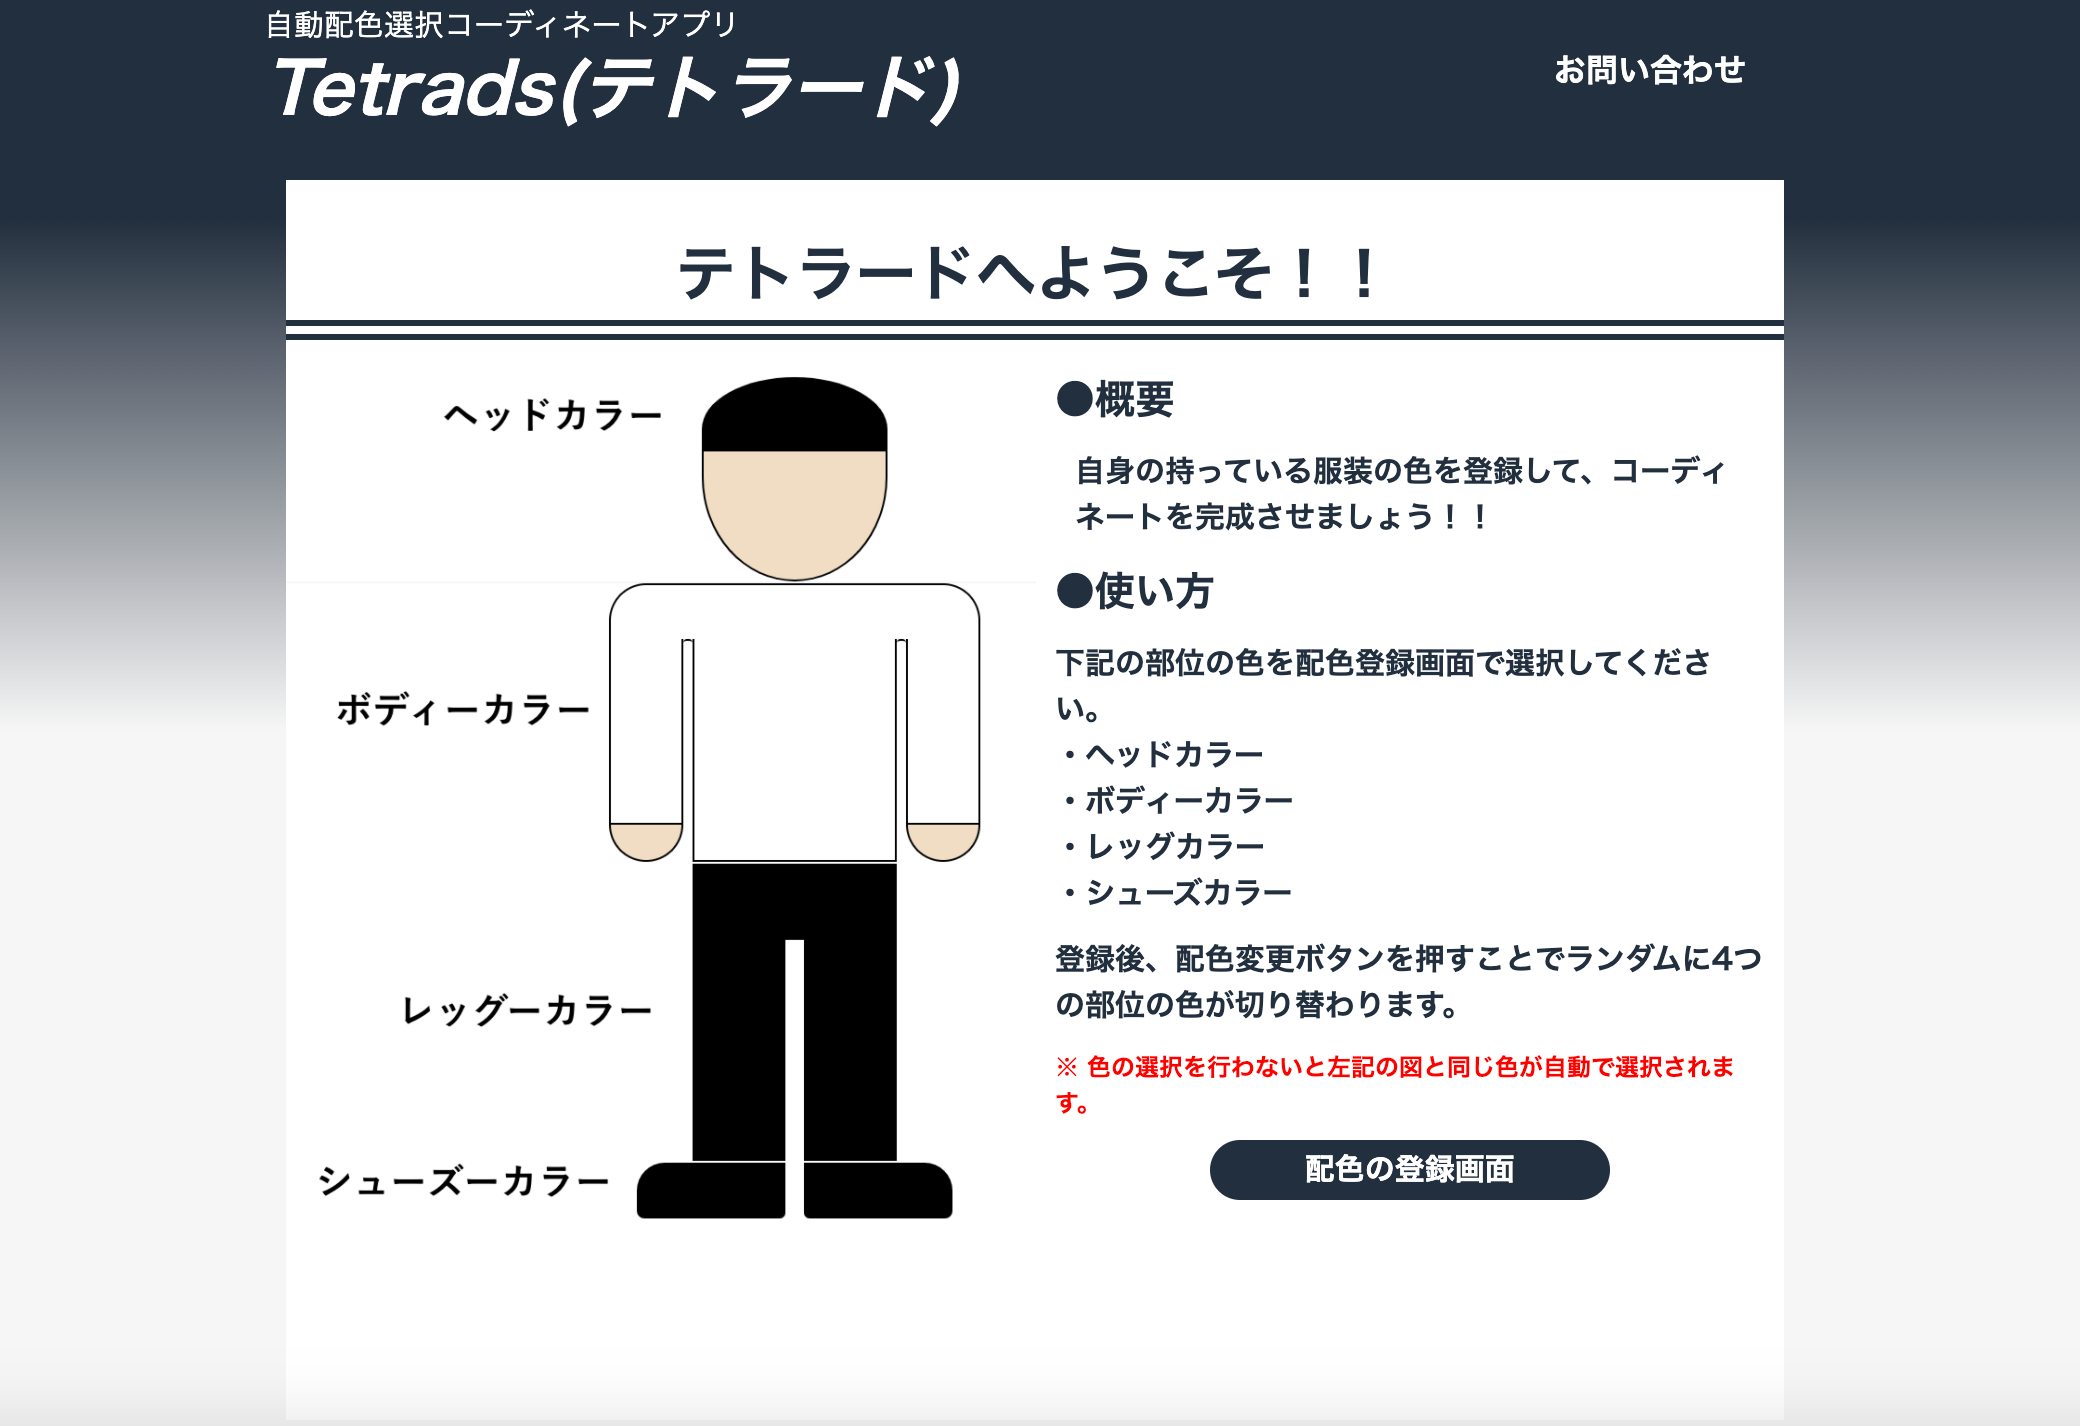 自動配色選択コーディネートアプリ
Tetrads(テトラード)
お問い合わせ
テトラードへようこそ！！
ヘッドカラー
ボディーカラー
レッグーカラー
シューズーカラー
●概要
自身の持っている服装の色を登録して、コーディ
ネートを完成させましょう！！
●使い方
下記の部位の色を配色登録画面で選択してくださ
い。
・ヘッドカラー
・ボディーカラー
・レッグカラー
・シューズカラー
登録後、配色変更ボタンを押すことでランダムに4つ
の部位の色が切り替わります。
※ 色の選択を行わないと左記の図と同じ色が自動で選択されま
す。
配色の登録画面